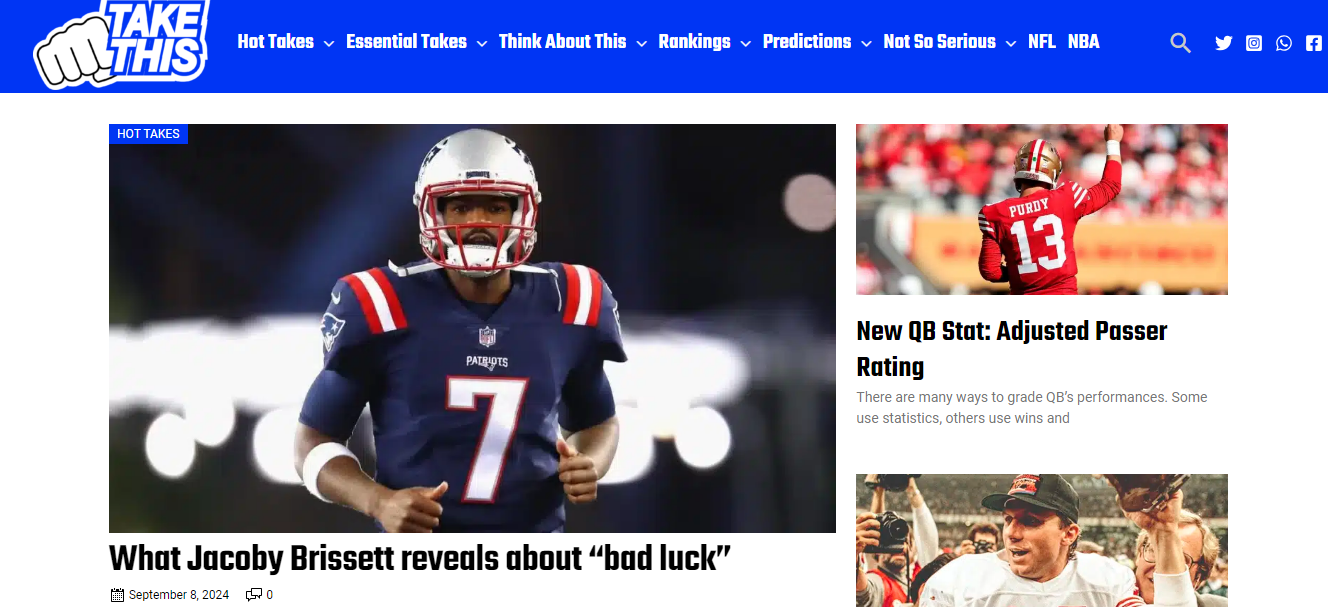 TAKE
THIS
Hot Takes Essential Takes Think About This Rankings Predictions Not So Serious NFL NBA
HOT TAKES
NFL
PATRIOTS
7
What Jacoby Brissett reveals about “bad luck”
September 8, 2024 0
PURDY
13
New QB Stat: Adjusted Passer
Rating
There are many ways to grade QB’s performances. Some
use statistics, others use wins and